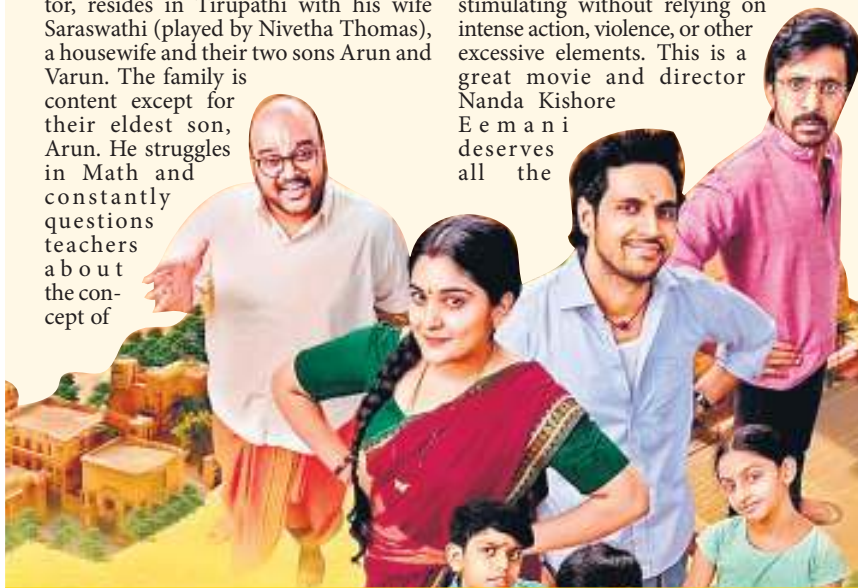 tor, resides in Tirupathi with his wife
Saraswathi (played by Nivetha Thomas),
a housewife and their two sons Arun and
Varun. The family is
content except for
their eldest son,
Arun. He struggles
in Math and
constantly
questions
teachers
about
the con-
cept of
stimulating without relying on
intense action, violence, or other
excessive elements. This is a
great movie and director
Nanda Kishore
Eemani
deserves
all the